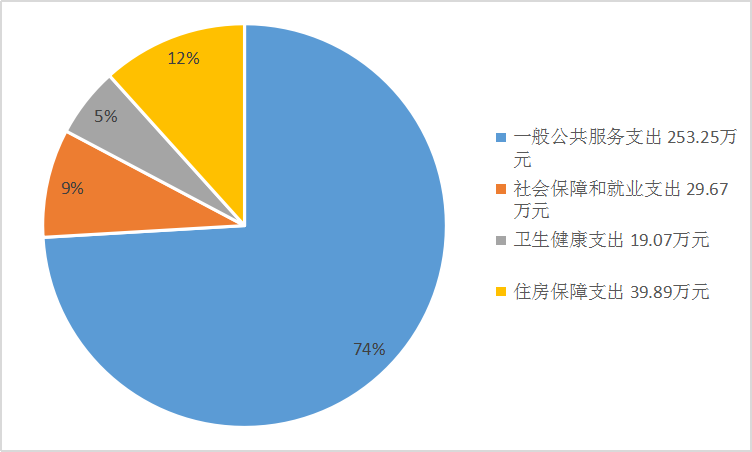 12%
5%
9%
74%
一般公共服务支出 253.25万
元
社会保障和就业支出 29.67
万元
卫生健康支出 19.07万元
住房保障支出 39.89万元